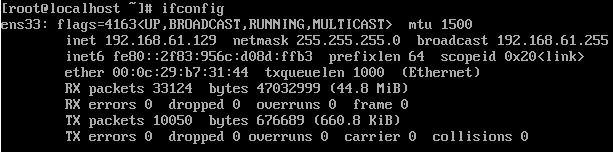 [root@localhost ~]# ifconfig
ens33: flags=4163<UP,BROADCAST,RUNNING,MULTICAST>  mtu 1500
        inet 192.168.61.129  netmask 255.255.255.0  broadcast 192.168.61.255
        inet6 fe80::2f83:956c:d08d:ffb3  prefixlen 64  scopeid 0x20<link>
        ether 00:0c:29:b7:31:44  txqueuelen 1000  (Ethernet)
        RX packets 33124  bytes 47032999 (44.8 MiB)
        RX errors 0  dropped 0  overruns 0  frame 0
        TX packets 10050  bytes 676689 (660.8 KiB)
        TX errors 0  dropped 0 overruns 0  carrier 0  collisions 0